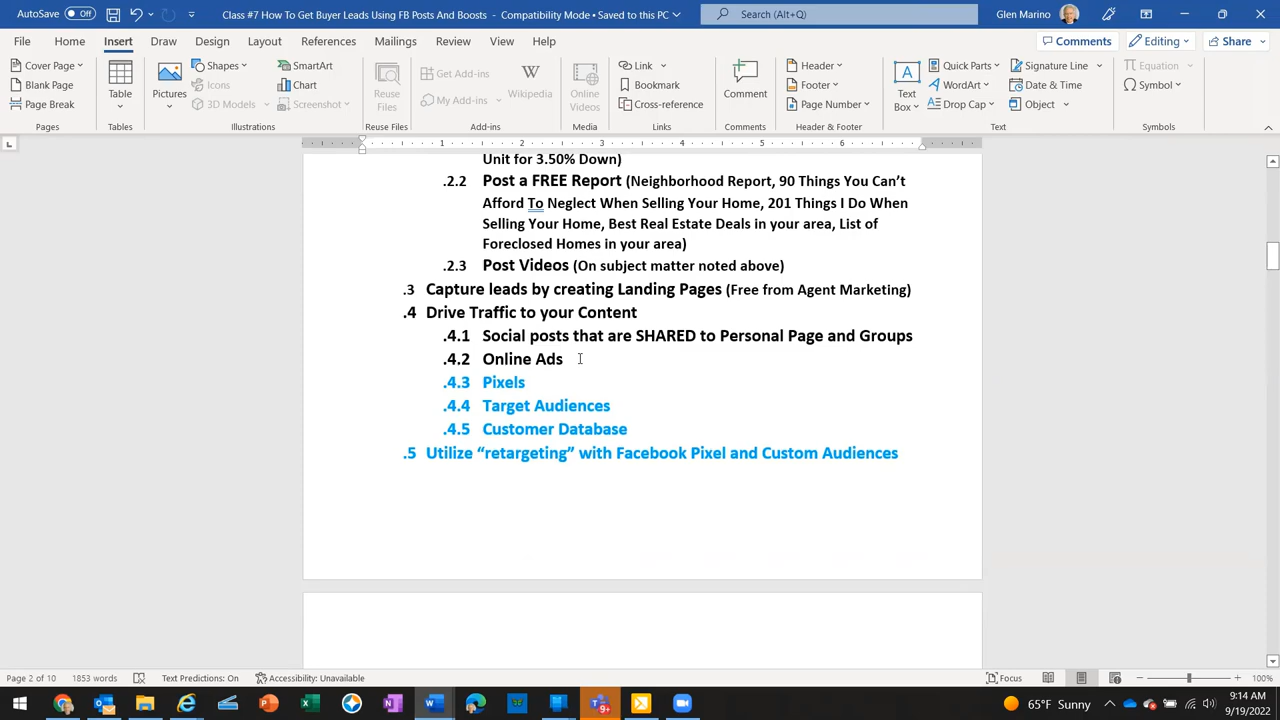 AutoSave Off Class #7 How To Get Buyer Leads Using FB Posts And Boosts - Compatibility Mode • Saved to this PC Search (Alt+Q) Glen Marino
File Home Insert Draw Design Layout References Mailings Review View Help Comments Editing Share
Cover Page
Blank Page
Page Break
Pages
Table
Tables
Pictures
Shapes
Icons
3D Models
SmartArt
Chart
Screenshot
Illustrations
Reuse
Files
Reuse Files
Get Add-ins
My Add-ins
Wikipedia
Add-ins
Online
Videos
Media
Link
Bookmark
Cross-reference
Links
Comment
Comments
Header
Footer
Page Number
Header & Footer
Text
Box
Quick Parts
WordArt
Drop Cap
Signature Line
Date & Time
Object
Text
Equation
Symbol
Symbols
1 2 3 4 5 6
Unit for 3.50% Down)
.2.2 Post a FREE Report (Neighborhood Report, 90 Things You Can’t
Afford To Neglect When Selling Your Home, 201 Things I Do When
Selling Your Home, Best Real Estate Deals in your area, List of
Foreclosed Homes in your area)
.2.3 Post Videos (On subject matter noted above)
.3 Capture leads by creating Landing Pages (Free from Agent Marketing)
.4 Drive Traffic to your Content
.4.1 Social posts that are SHARED to Personal Page and Groups
.4.2 Online Ads
.4.3 Pixels
.4.4 Target Audiences
.4.5 Customer Database
.5 Utilize “retargeting” with Facebook Pixel and Custom Audiences
Page 2 of 10 1853 words Text Predictions: On Accessibility: Unavailable Focus 100%
65°F Sunny 9:14 AM
9/19/2022